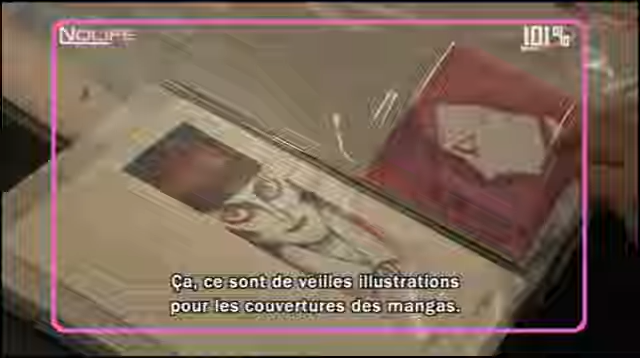 NOLIFE
101%
Ça, ce sont de veilles illustrations
pour les couvertures des mangas.